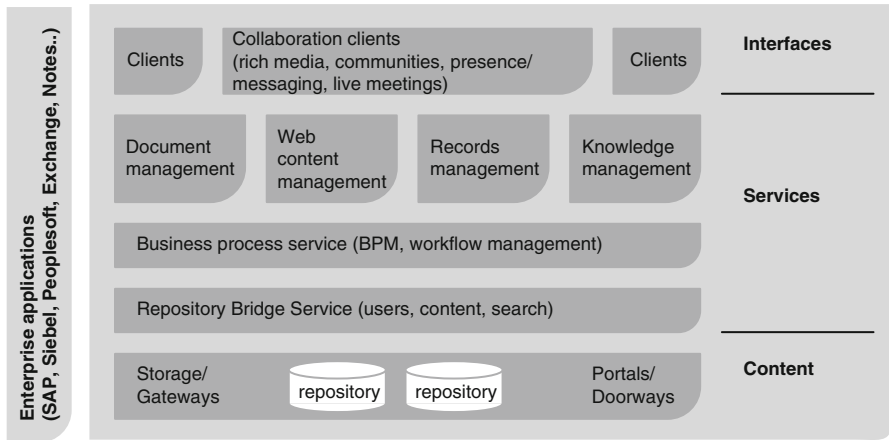 Enterprise applications
(SAP, Siebel, Peoplesoft, Exchange, Notes..)
Clients
Collaboration clients
(rich media, communities, presence/
messaging, live meetings)
Clients
Interfaces
Document
management
Web
content
management
Records
management
Knowledge
management
Services
Business process service (BPM, workflow management)
Repository Bridge Service (users, content, search)
Storage/
Gateways
repository
repository
Portals/
Doorways
Content